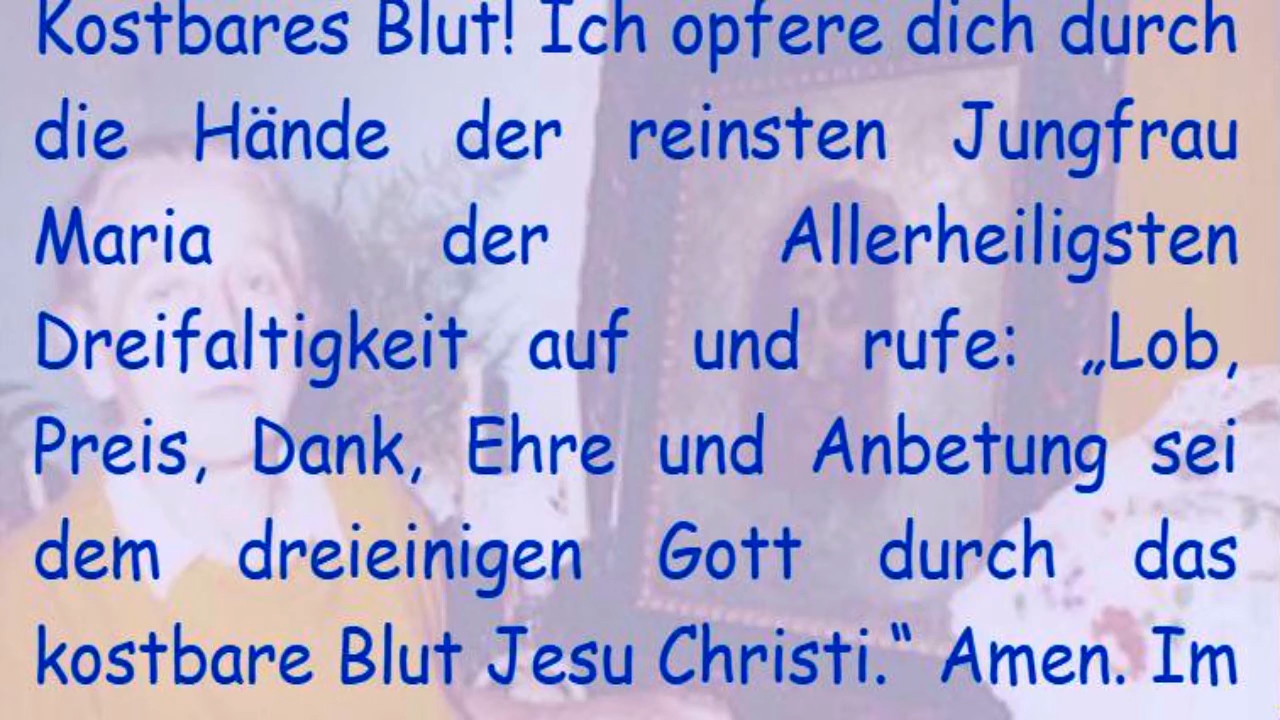 Kostbares Blut! Ich opfere dich durch
die Hände der reinsten Jungfrau
Maria der Allerheiligsten
Dreifaltigkeit auf und rufe: „Lob,
Preis, Dank, Ehre und Anbetung sei
dem dreieinigen Gott durch das
kostbare Blut Jesu Christi.“ Amen. Im